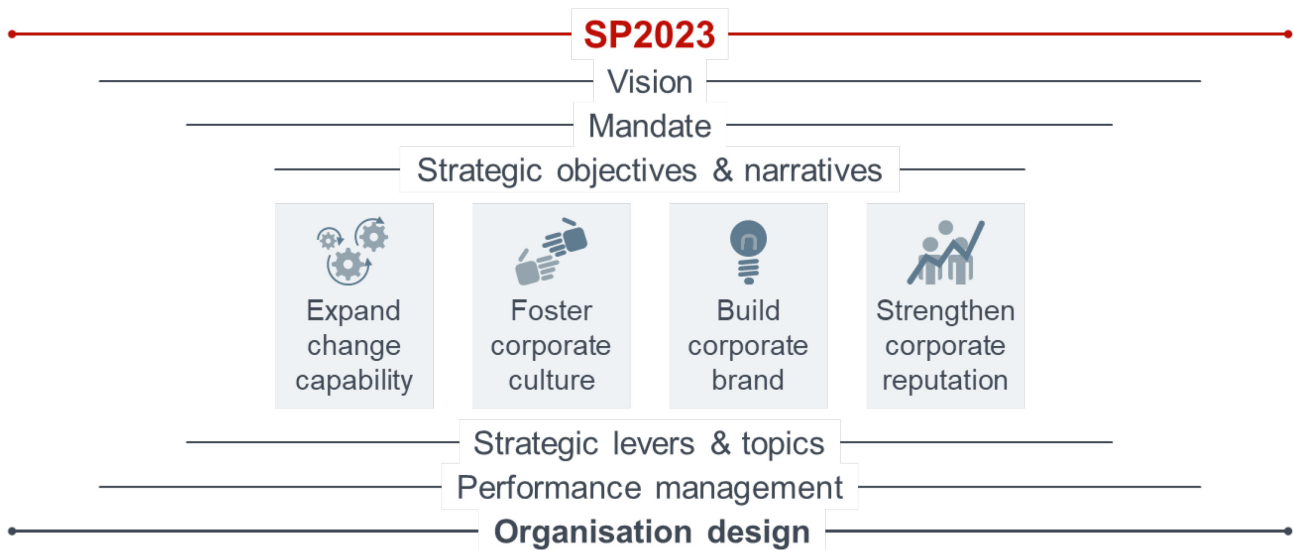 SP2023
Vision
Mandate
Strategic objectives & narratives
Expand
change
capability
Foster
corporate
culture
Build
corporate
brand
Strengthen
corporate
reputation
Strategic levers & topics
Performance management
Organisation design